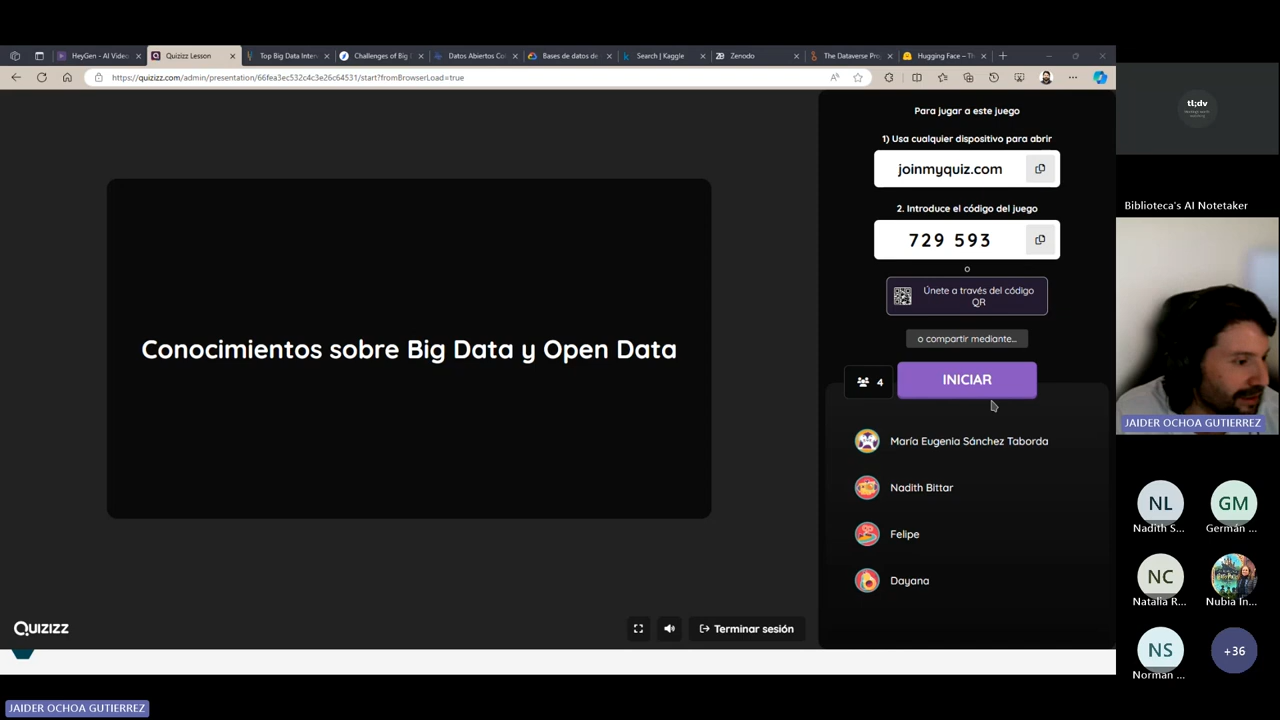 HeyGen - AI Video
Quizizz Lesson
Top Big Data Inter
Challenges of Big
Datos Abiertos Co
Bases de datos de
Search | Kaggle
Zenodo
The Dataverse Pro
Hugging Face – Th
https://quizizz.com/admin/presentation/66fea3ec532c4c3e26c64531/start?fromBrowserLoad=true
Para jugar a este juego
1) Usa cualquier dispositivo para abrir
joinmyquiz.com
2. Introduce el código del juego
729 593
o
Únete a través del código
QR
o compartir mediante...
4
INICIAR
María Eugenia Sánchez Taborda
Nadith Bittar
Felipe
Dayana
Conocimientos sobre Big Data y Open Data
Quizizz
Terminar sesión
tl;dv
Biblioteca's AI Notetaker
JAIDER OCHOA GUTIERREZ
NL
GM
Nadith S...
Germán ...
NC
Natalia R...
Nubia In...
NS
+36
Norman ...
JAIDER OCHOA GUTIERREZ